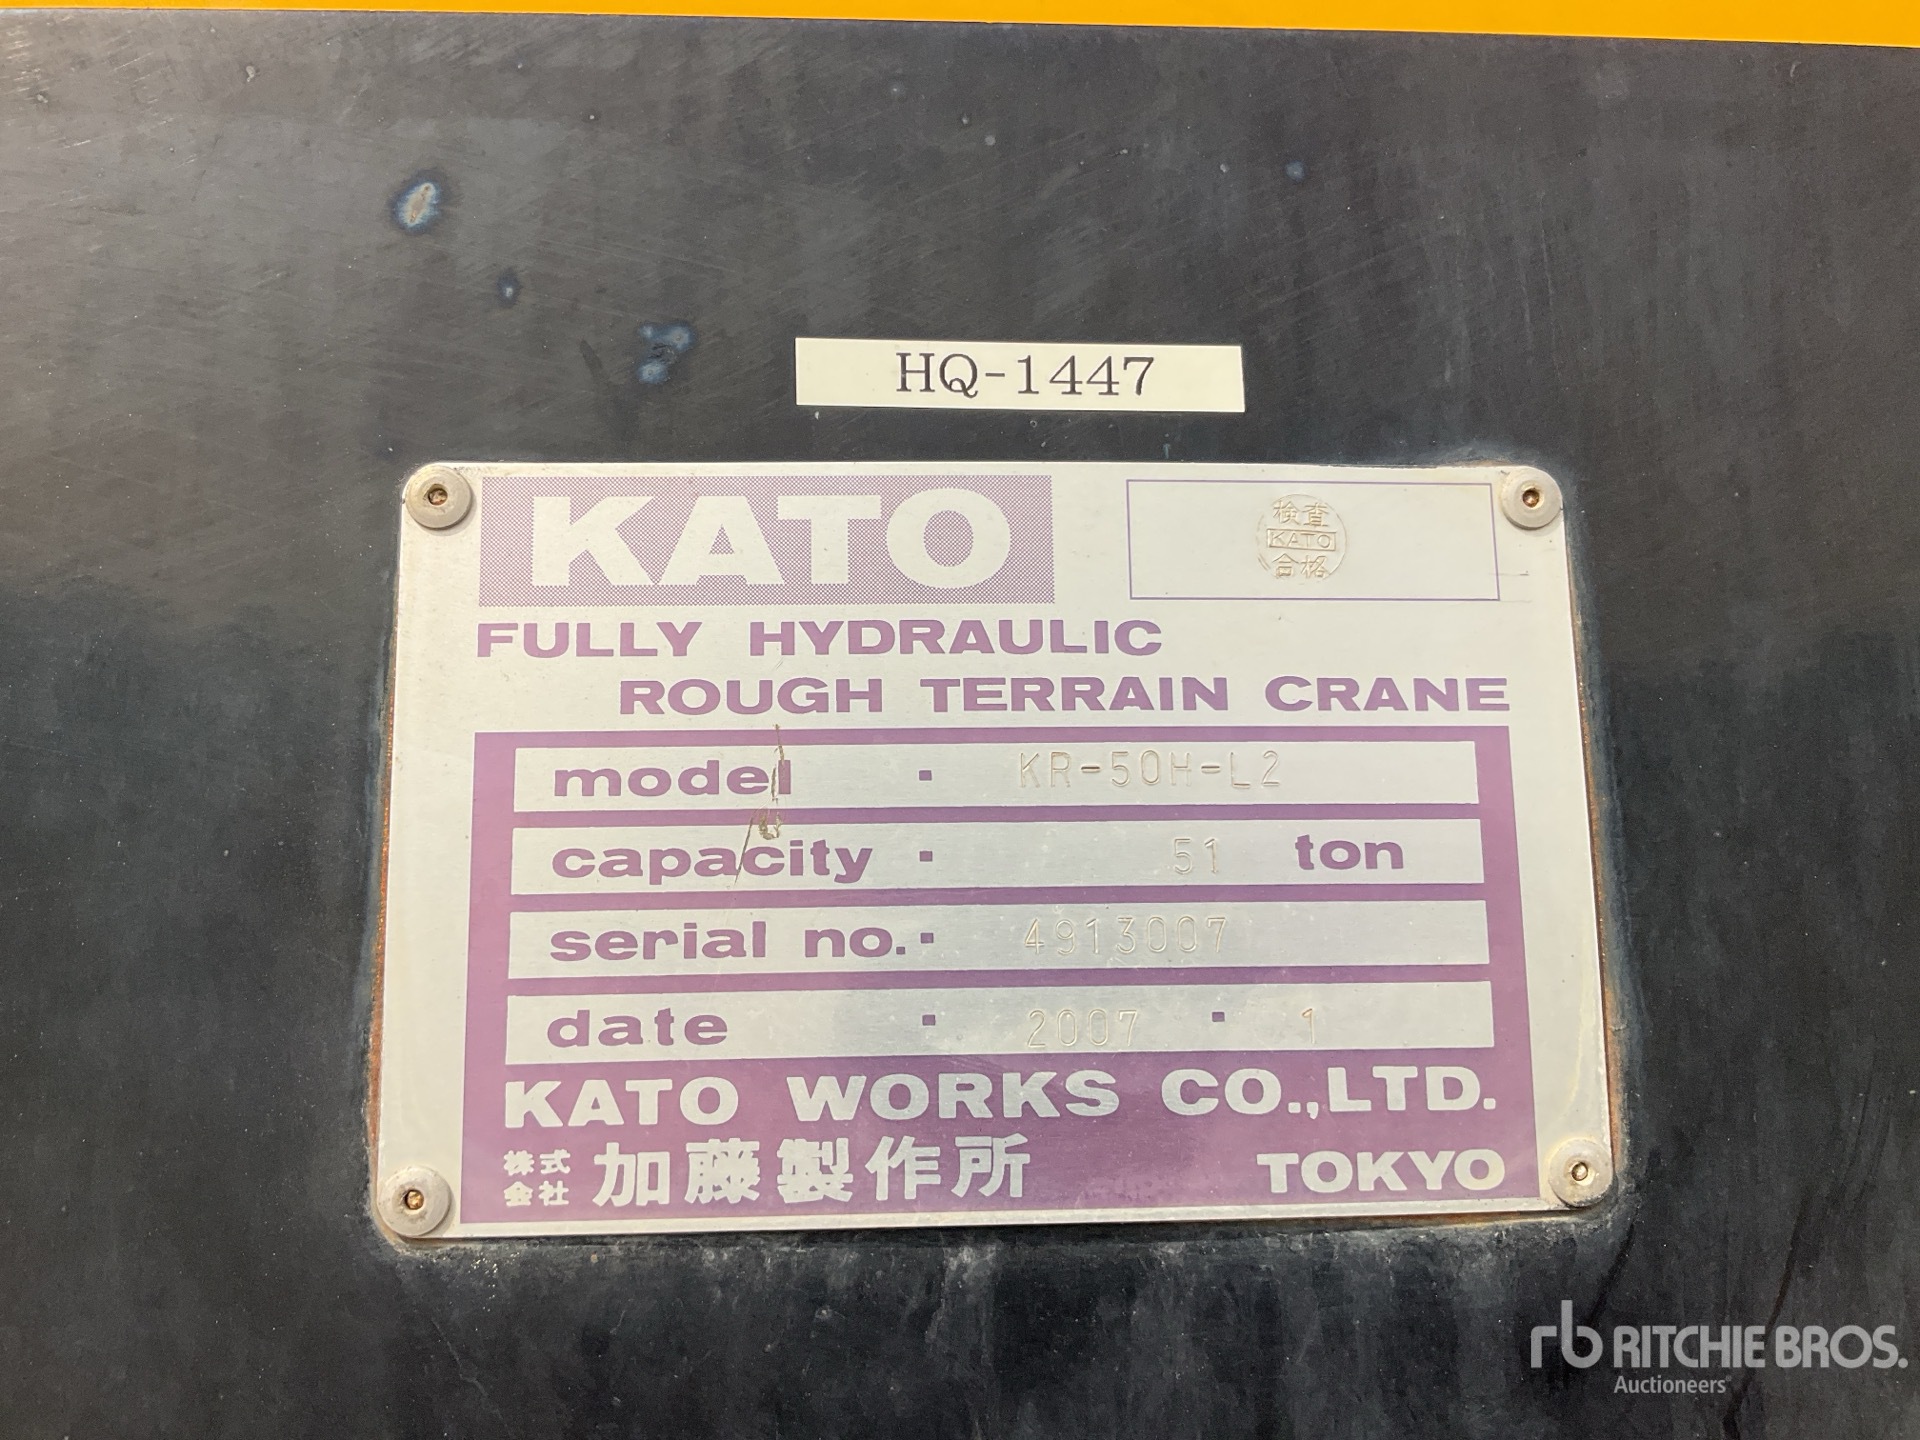 HQ-1447
KATO
検査
KATO
合格
FULLY HYDRAULIC
ROUGH TERRAIN CRANE
model · KR-50H-L2
capacity · 51 ton
serial no. · 4913007
date · 2007 · 1
KATO WORKS CO.,LTD.
株式会社 加藤製作所 TOKYO
rb RITCHIE BROS.
Auctioneers